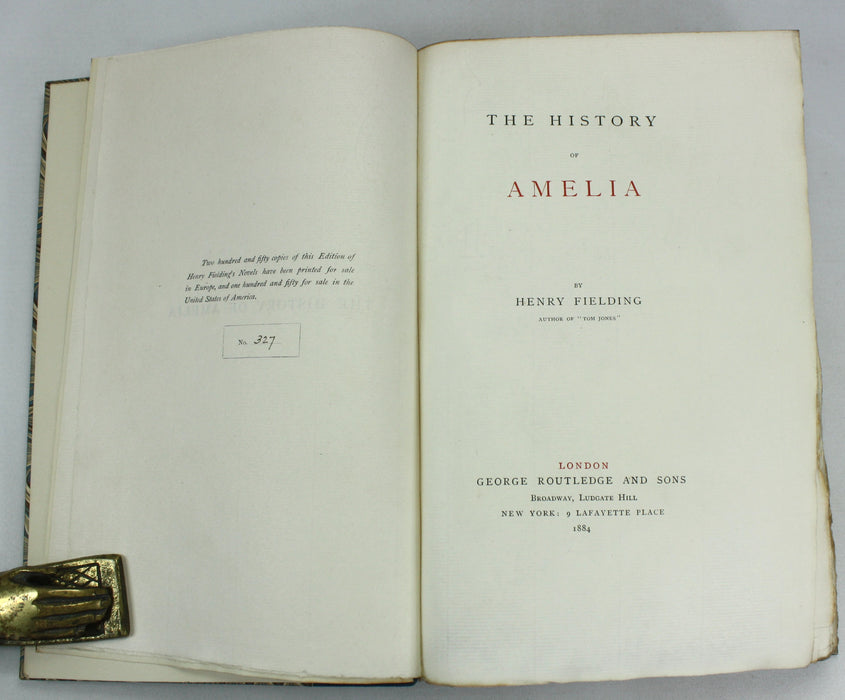 Two hundred and fifty copies of this Edition of
Henry Fielding's Novels have been printed for sale
in Europe, and one hundred and fifty for sale in the
United States of America.
No. 327
THE HISTORY
OF
AMELIA
BY
HENRY FIELDING
AUTHOR OF "TOM JONES"
LONDON
GEORGE ROUTLEDGE AND SONS
BROADWAY, LUDGATE HILL
NEW YORK: 9 LAFAYETTE PLACE
1884